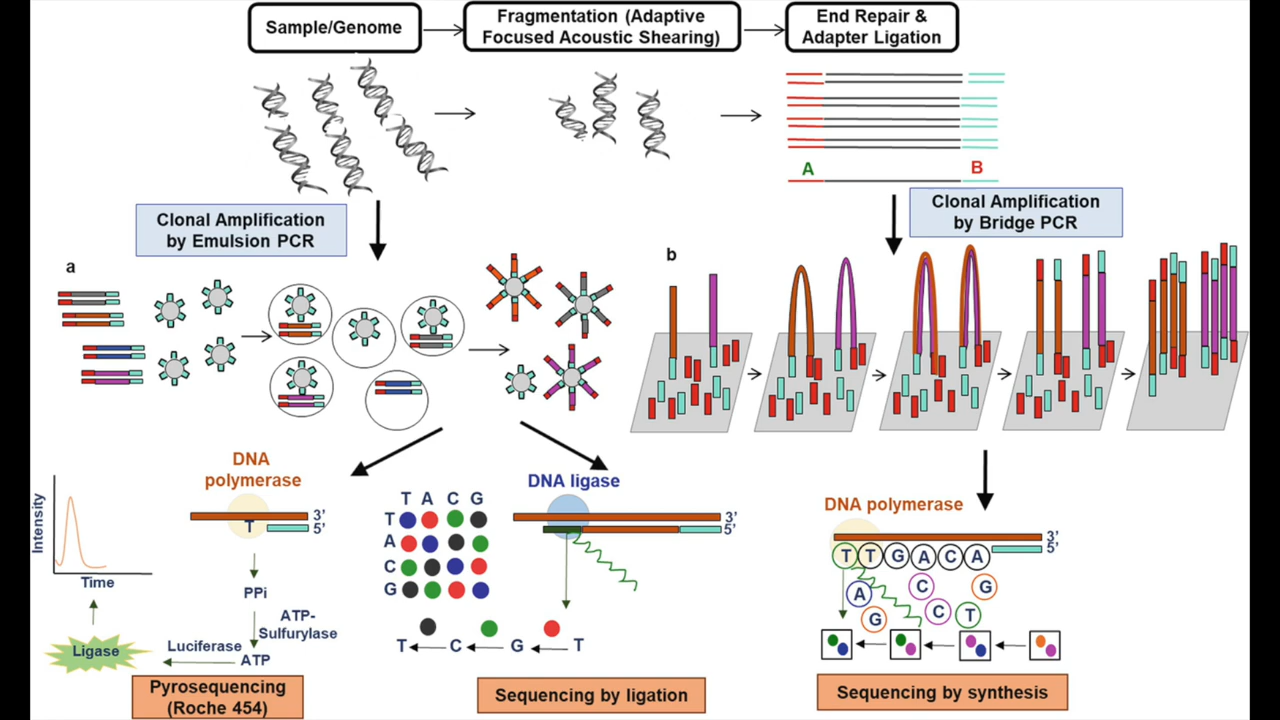 Sample/Genome
Fragmentation (Adaptive
Focused Acoustic Shearing)
End Repair &
Adapter Ligation
A
B
Clonal Amplification
by Emulsion PCR
Clonal Amplification
by Bridge PCR
a
b
DNA
polymerase
T
3’
5’
Intensity
Time
PPi
ATP-
Sulfurylase
Luciferase
ATP
Ligase
Pyrosequencing
(Roche 454)
DNA ligase
T A C G
T
A
C
G
3’
5’
T C G T
Sequencing by ligation
DNA polymerase
3’
5’
T T G A C A
A
C
G
G
C
T
Sequencing by synthesis